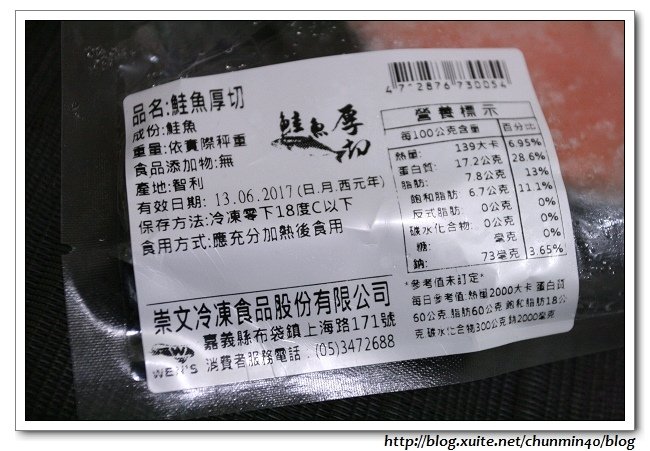 品名:鮭魚厚切
成份:鮭魚
重量:依實際秤重
食品添加物:無
產地:智利
有效日期: 13.06.2017(日.月.西元年)
保存方法:冷凍零下18度C以下
食用方式:應充分加熱後食用
鮭魚厚切
崇文冷凍食品股份有限公司
嘉義縣布袋鎮上海路171號
消費者服務電話:(05)3472688
WEN'S
4712876730054
營養標示
每100公克含量 百分比
熱量: 139大卡 6.95%
蛋白質: 17.2公克 28.6%
脂肪: 7.8公克 13%
飽和脂肪: 6.7公克 11.1%
反式脂肪: 0公克 0%
碳水化合物: 0公克 0%
糖: 毫克 0%
鈉: 73毫克 3.65%
*參考值未訂定*
每日參考值:熱量2000大卡 蛋白質
60公克 脂肪60公克 飽和脂肪18公
克 碳水化合物300公克 鈉2000毫克
http://blog.xuite.net/chunmin40/blog